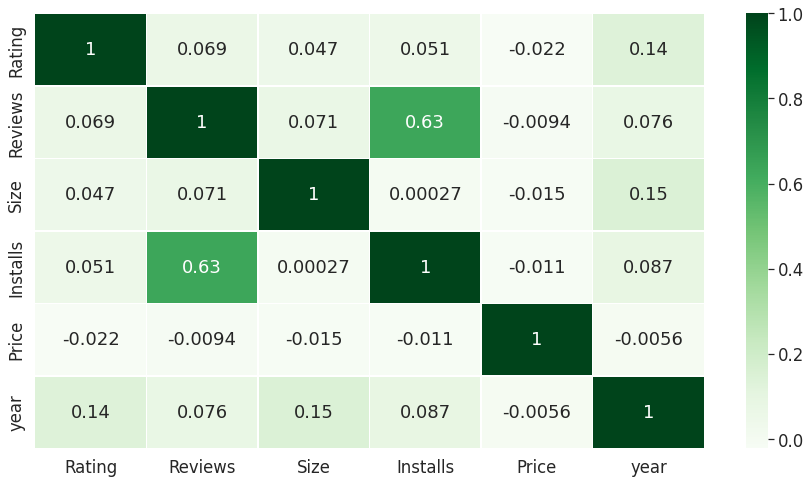 Rating 1 0.069 0.047 0.051 -0.022 0.14
Reviews 0.069 1 0.071 0.63 -0.0094 0.076
Size 0.047 0.071 1 0.00027 -0.015 0.15
Installs 0.051 0.63 0.00027 1 -0.011 0.087
Price -0.022 -0.0094 -0.015 -0.011 1 -0.0056
year 0.14 0.076 0.15 0.087 -0.0056 1
Rating Reviews Size Installs Price year
1.0
0.8
0.6
0.4
0.2
0.0